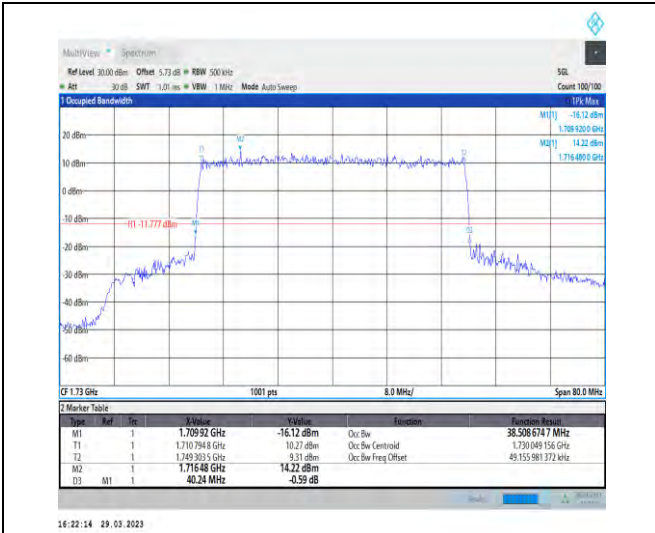 MultiView Spectrum
Ref Level 30.00 dBm Offset 5.73 dB RBW 500 kHz SGL
Att 30 dB SWT 1.01 ms VBW 1 MHz Mode Auto Sweep Count 100/100
1 Occupied Bandwidth 1Pk Max
M1[1] -16.12 dBm
1.709 920 0 GHz
M2[1] 14.22 dBm
1.716 480 0 GHz
20 dBm
M2
T1
10 dBm
0 dBm
-10 dBm
H1 -11.777 dBm
M1
-20 dBm
-30 dBm
-40 dBm
-50 dBm
-60 dBm
CF 1.73 GHz 1001 pts 8.0 MHz/ Span 80.0 MHz
2 Marker Table
Type Ref Trc X-Value Y-Value Function Function Result
M1 1 1.709 92 GHz -16.12 dBm Occ Bw 38.508 674 7 MHz
T1 1 1.710 794 8 GHz 10.27 dBm Occ Bw Centroid 1.730 049 156 GHz
T2 1 1.749 303 5 GHz 9.31 dBm Occ Bw Freq Offset 49.155 981 372 kHz
M2 1 1.716 48 GHz 14.22 dBm
D3 M1 1 40.24 MHz -0.59 dB
16:22:14 29.03.2023